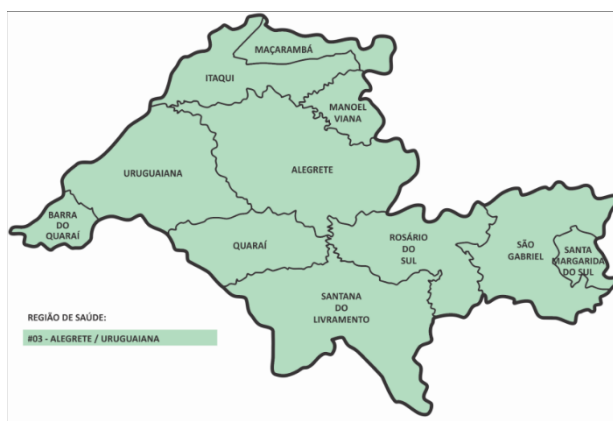 MAÇARAMBÁ
ITAQUI
MANOEL
VIANA
URUGUAIANA
ALEGRETE
BARRA
DO
QUARAÍ
QUARAÍ
ROSÁRIO
DO
SUL
SÃO
GABRIEL
SANTA
MARGARIDA
DO SUL
SANTANA
DO
LIVRAMENTO
REGIÃO DE SAÚDE:
#03 - ALEGRETE / URUGUAIANA